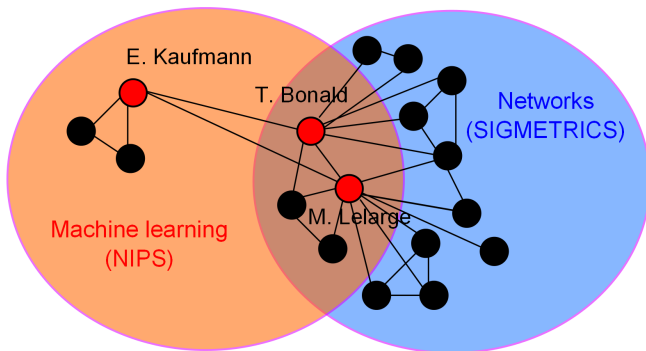 E. Kaufmann
T. Bonald
Networks
(SIGMETRICS)
M. Lelarge
Machine learning
(NIPS)